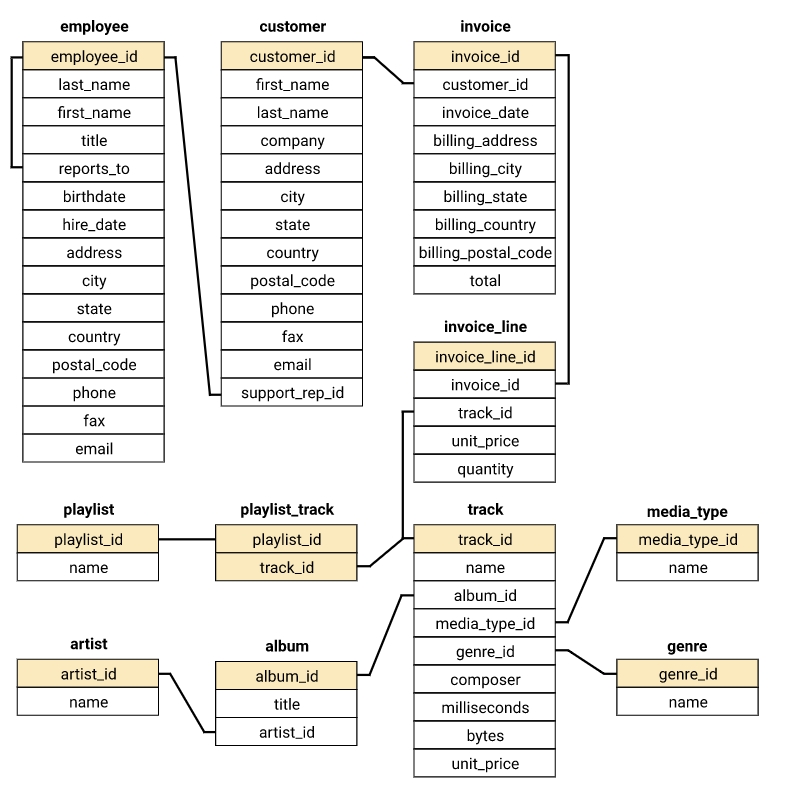 employee
employee_id
last_name
first_name
title
reports_to
birthdate
hire_date
address
city
state
country
postal_code
phone
fax
email
customer
customer_id
first_name
last_name
company
address
city
state
country
postal_code
phone
fax
email
support_rep_id
invoice
invoice_id
customer_id
invoice_date
billing_address
billing_city
billing_state
billing_country
billing_postal_code
total
invoice_line
invoice_line_id
invoice_id
track_id
unit_price
quantity
playlist
playlist_id
name
playlist_track
playlist_id
track_id
track
track_id
name
album_id
media_type_id
genre_id
composer
milliseconds
bytes
unit_price
media_type
media_type_id
name
artist
artist_id
name
album
album_id
title
artist_id
genre
genre_id
name